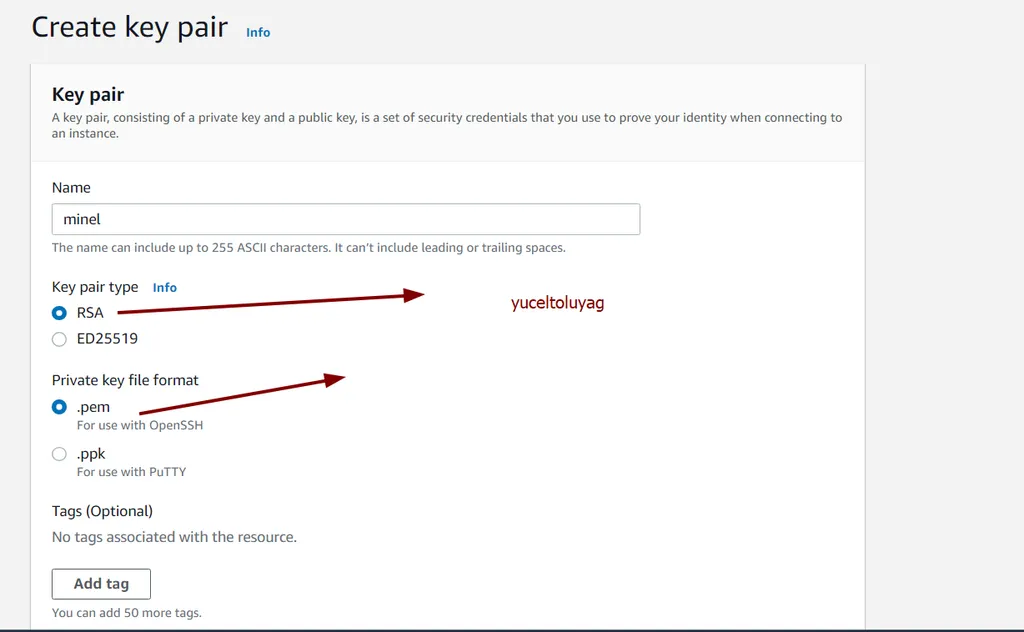 Create key pair Info
Key pair
A key pair, consisting of a private key and a public key, is a set of security credentials that you use to prove your identity when connecting to
an instance.
Name
minel
The name can include up to 255 ASCII characters. It can't include leading or trailing spaces.
Key pair type Info
yuceltoluyag
RSA
ED25519
Private key file format
.pem
For use with OpenSSH
.ppk
For use with PuTTY
Tags (Optional)
No tags associated with the resource.
Add tag
You can add 50 more tags.